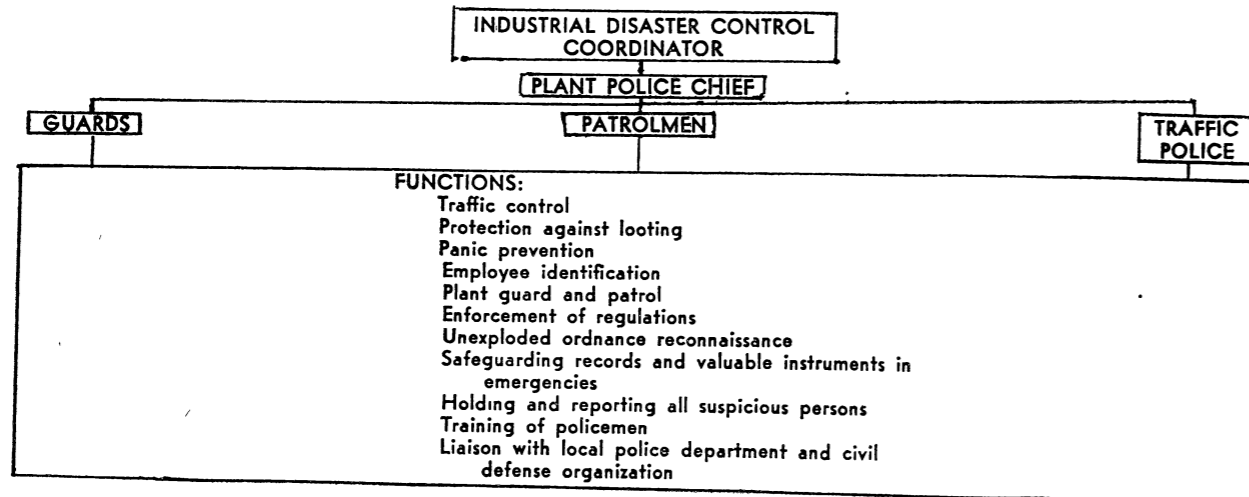 INDUSTRIAL DISASTER CONTROL
COORDINATOR
PLANT POLICE CHIEF
GUARDS
PATROLMEN
TRAFFIC
POLICE
FUNCTIONS:
Traffic control
Protection against looting
Panic prevention
Employee identification
Plant guard and patrol
Enforcement of regulations
Unexploded ordnance reconnaissance
Safeguarding records and valuable instruments in
emergencies
Holding and reporting all suspicious persons
Training of policemen
Liaison with local police department and civil
defense organization